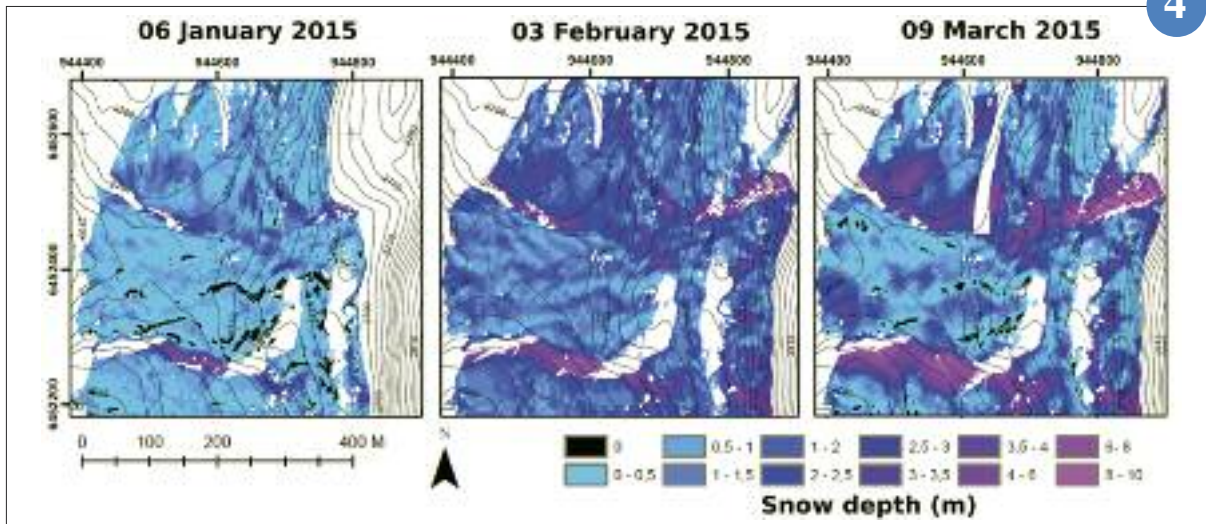 4
06 January 2015
03 February 2015
09 March 2015
944400 944600 944800
944400 944600 944800
944400 944600 944800
0 100 200 400 M
N
0 0.5 - 1 1 - 2 2.5 - 3 3.5 - 4 6 - 8
0 - 0,5 1 - 1,5 2 - 2,5 3 - 3,5 4 - 6 8 - 10
Snow depth (m)